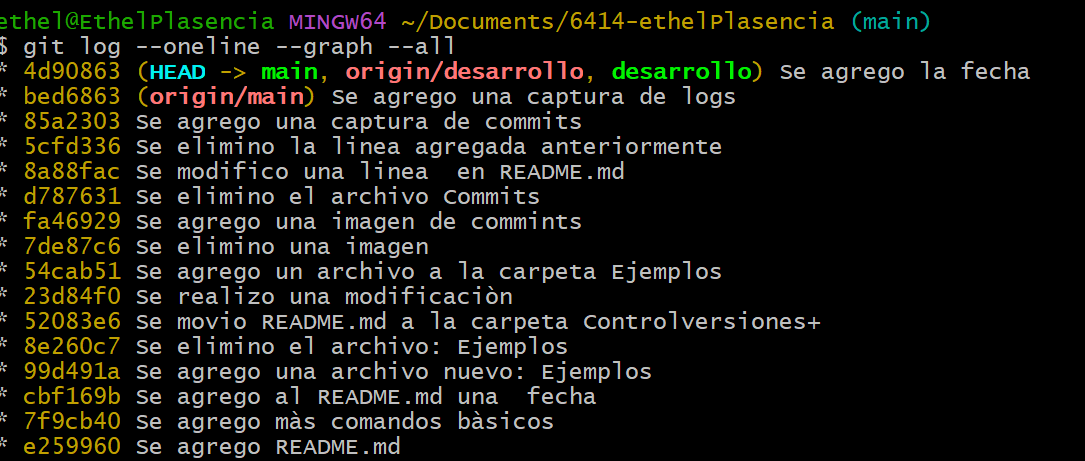 ethel@EthelPlasencia MINGW64 ~/Documents/6414-ethelPlasencia (main)
$ git log --oneline --graph --all
* 4d90863 (HEAD -> main, origin/desarrollo, desarrollo) Se agrego la fecha
* bed6863 (origin/main) Se agrego una captura de logs
* 85a2303 Se agrego una captura de commits
* 5cfd336 Se elimino la linea agregada anteriormente
* 8a88fac Se modifico una linea  en README.md
* d787631 Se elimino el archivo Commits
* fa46929 Se agrego una imagen de commints
* 7de87c6 Se elimino una imagen
* 54cab51 Se agrego un archivo a la carpeta Ejemplos
* 23d84f0 Se realizo una modificaciòn
* 52083e6 Se movio README.md a la carpeta Controlversiones+
* 8e260c7 Se elimino el archivo: Ejemplos
* 99d491a Se agrego una archivo nuevo: Ejemplos
* cbf169b Se agrego al README.md una  fecha
* 7f9cb40 Se agrego màs comandos bàsicos
* e259960 Se agrego README.md